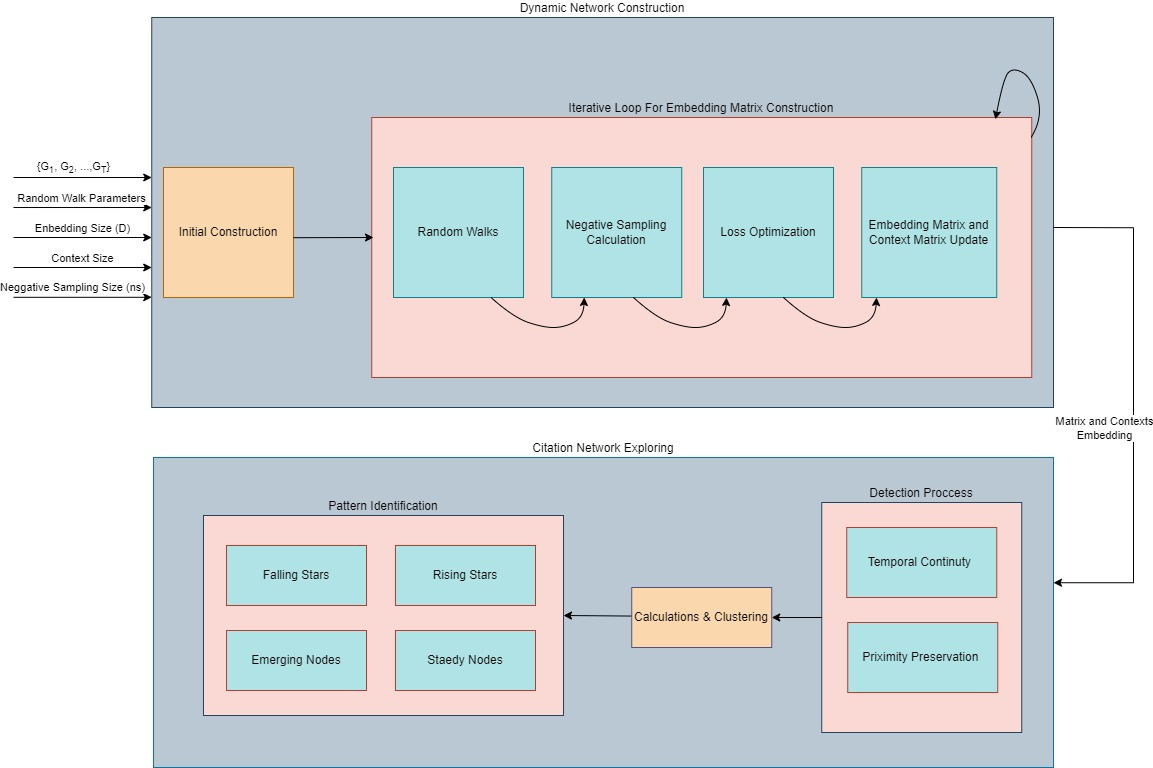 Dynamic Network Construction
Iterative Loop For Embedding Matrix Construction
{G1, G2, ...,GT}
Random Walk Parameters
Enbedding Size (D)
Context Size
Neggative Sampling Size (ns)
Initial Construction
Random Walks
Negative Sampling
Calculation
Loss Optimization
Embedding Matrix and
Context Matrix Update
Matrix and Contexts
Embedding
Citation Network Exploring
Pattern Identification
Falling Stars
Rising Stars
Emerging Nodes
Staedy Nodes
Calculations & Clustering
Detection Proccess
Temporal Continuty
Priximity Preservation